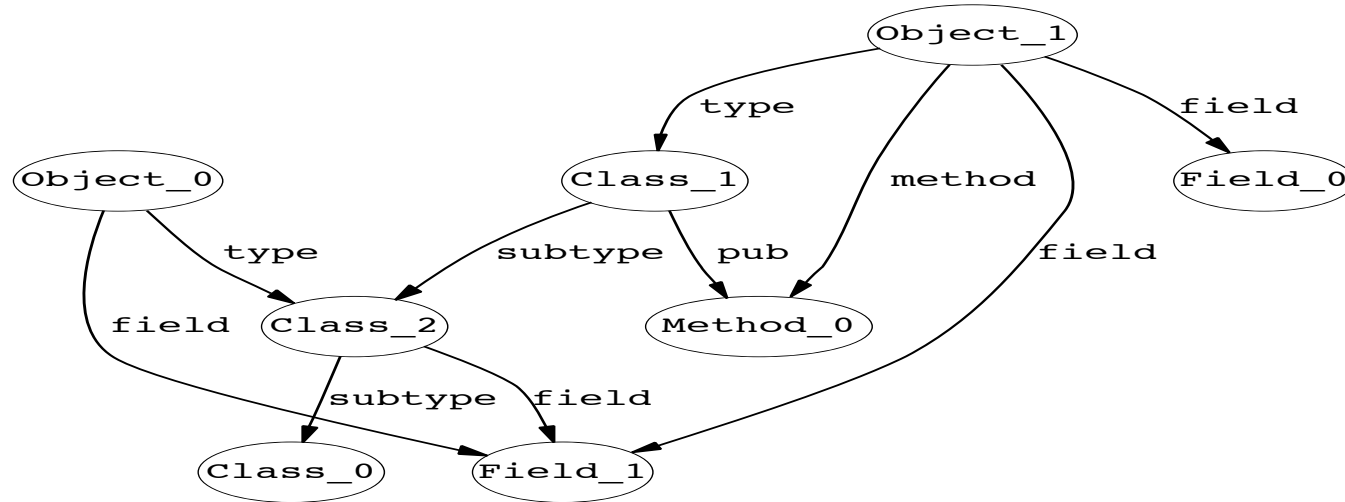 Object_1
type
field
Object_0
Class_1
method
Field_0
type
subtype
pub
field
field
Class_2
Method_0
subtype
field
Class_0
Field_1